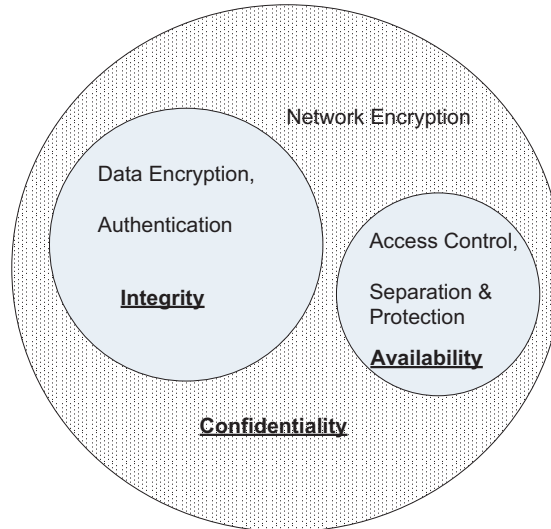 Network Encryption
Data Encryption,
Authentication
Integrity
Access Control,
Separation &
Protection
Availability
Confidentiality